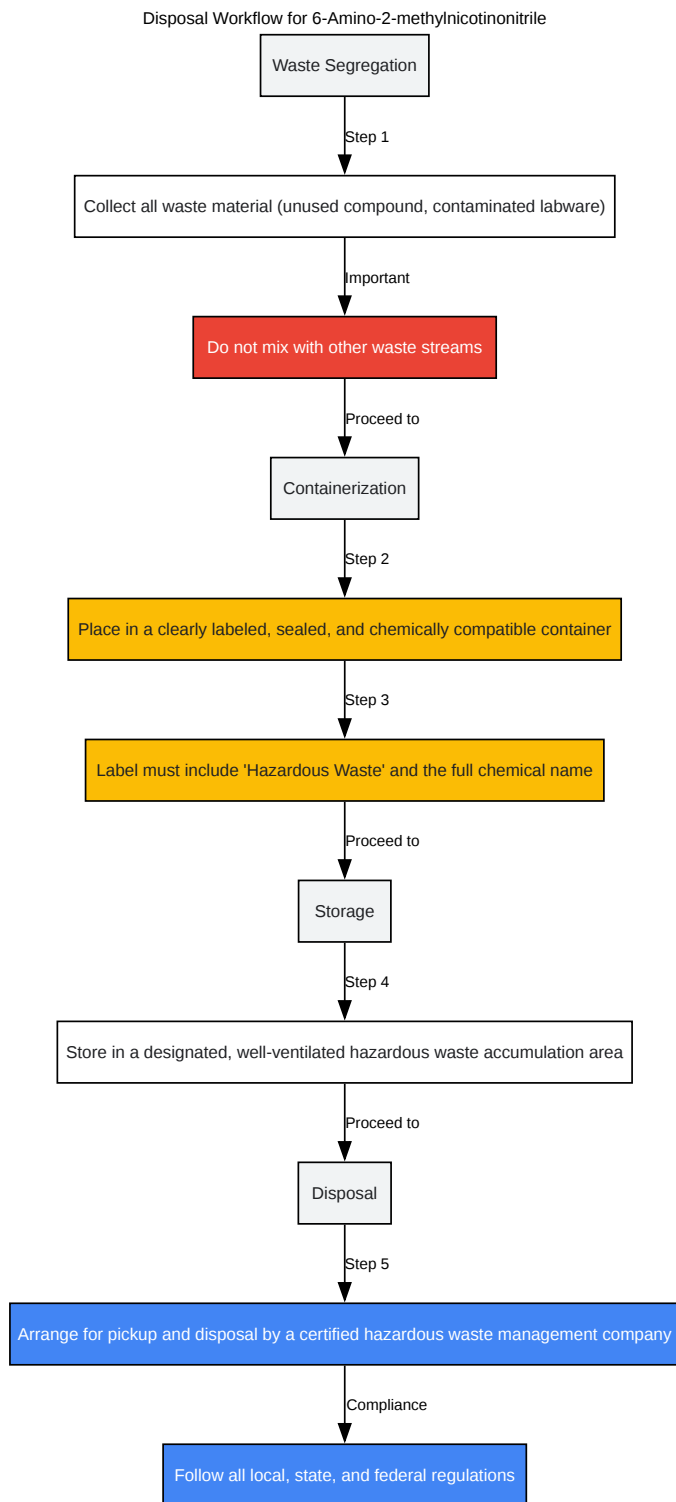 Disposal Workflow for 6-Amino-2-methylnicotinonitrile
Waste Segregation
Step 1
Collect all waste material (unused compound, contaminated labware)
Important
Do not mix with other waste streams
Proceed to
Containerization
Step 2
Place in a clearly labeled, sealed, and chemically compatible container
Step 3
Label must include 'Hazardous Waste' and the full chemical name
Proceed to
Storage
Step 4
Store in a designated, well-ventilated hazardous waste accumulation area
Proceed to
Disposal
Step 5
Arrange for pickup and disposal by a certified hazardous waste management company
Compliance
Follow all local, state, and federal regulations